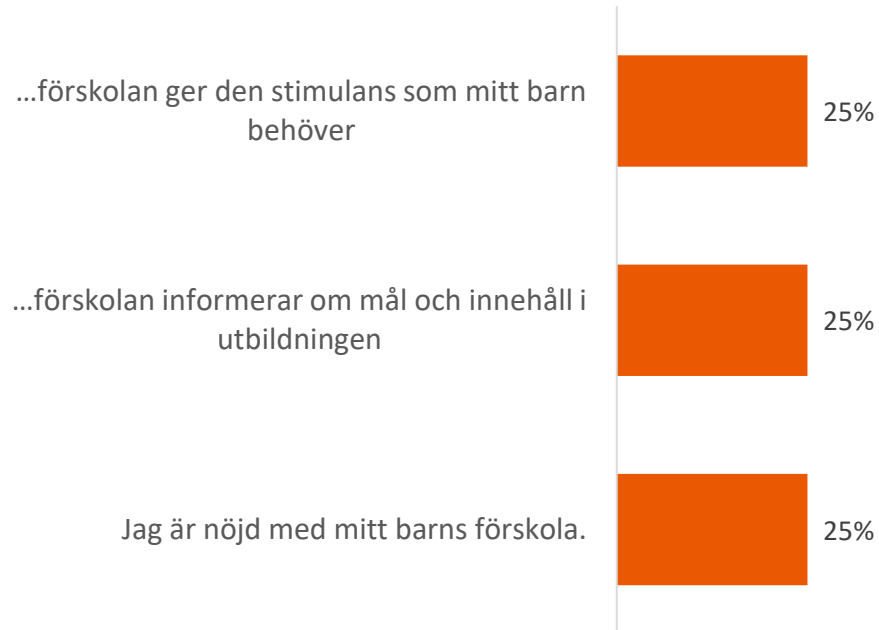 ...förskolan ger den stimulans som mitt barn
behöver
25%
...förskolan informerar om mål och innehåll i
utbildningen
25%
Jag är nöjd med mitt barns förskola.
25%